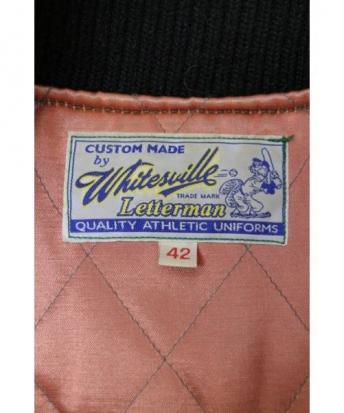 CUSTOM MADE
by
Whitesville
TRADE MARK
Letterman
QUALITY ATHLETIC UNIFORMS
42